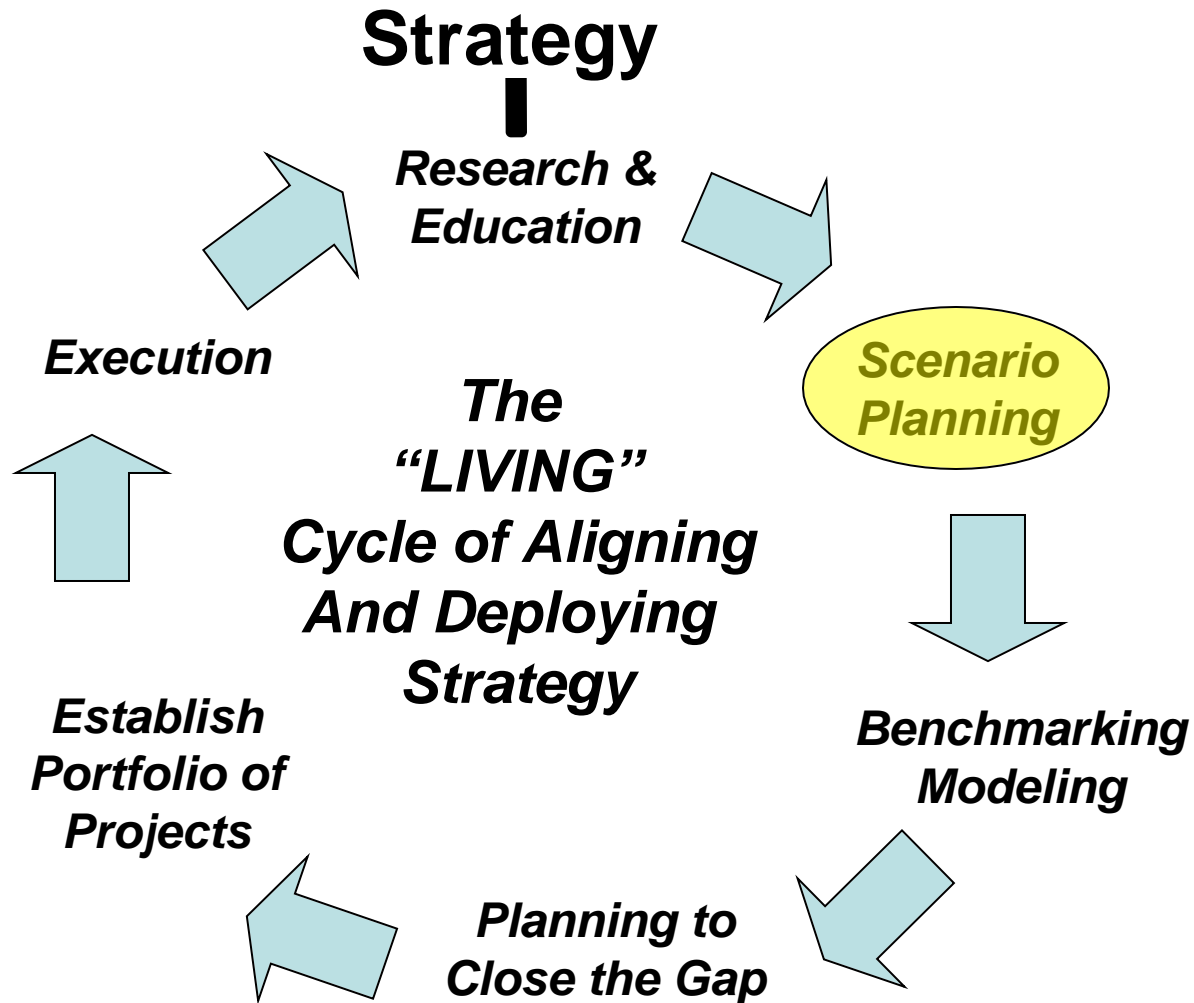 Strategy
Research &
Education
Scenario
Planning
Benchmarking
Modeling
Planning to
Close the Gap
Establish
Portfolio of
Projects
Execution
The
“LIVING”
Cycle of Aligning
And Deploying
Strategy